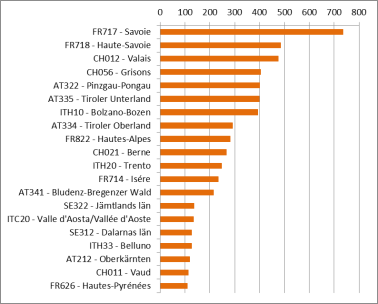 0 100 200 300 400 500 600 700 800
FR717 - Savoie
FR718 - Haute-Savoie
CH012 - Valais
CH056 - Grisons
AT322 - Pinzgau-Pongau
AT335 - Tiroler Unterland
ITH10 - Bolzano-Bozen
AT334 - Tiroler Oberland
FR822 - Hautes-Alpes
CH021 - Berne
ITH20 - Trento
FR714 - Isére
AT341 - Bludenz-Bregenzer Wald
SE322 - Jämtlands län
ITC20 - Valle d'Aosta/Vallée d'Aoste
SE312 - Dalarnas län
ITH33 - Belluno
AT212 - Oberkärnten
CH011 - Vaud
FR626 - Hautes-Pyrénées